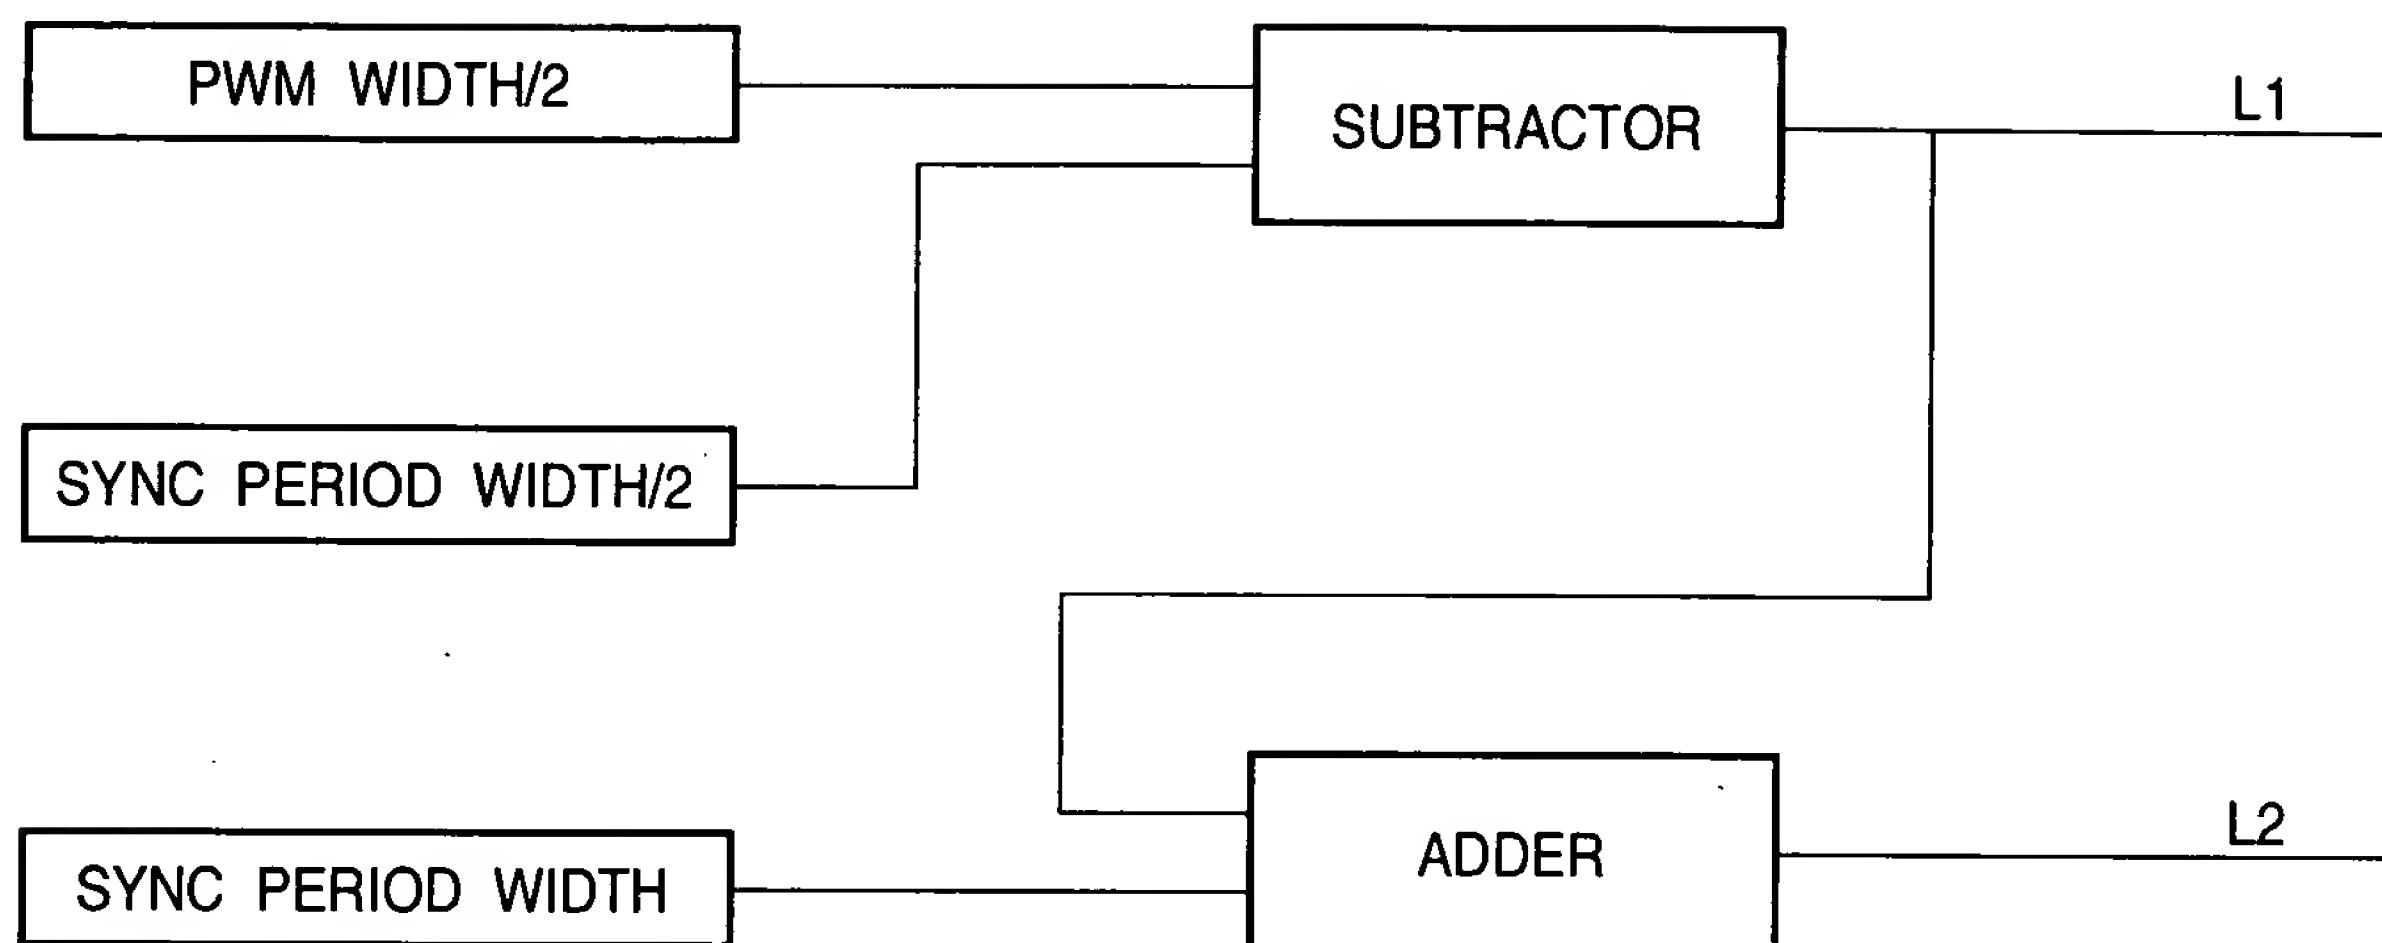 PWM WIDTH/2
SUBTRACTOR
L1
SYNC PERIOD WIDTH/2
SYNC PERIOD WIDTH
ADDER
L2